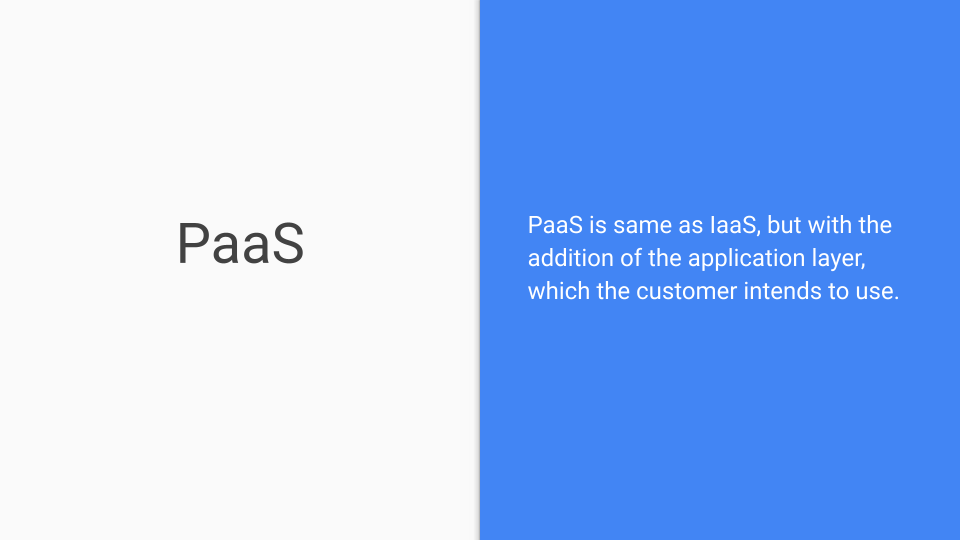 PaaS
PaaS is same as IaaS, but with the
addition of the application layer,
which the customer intends to use.